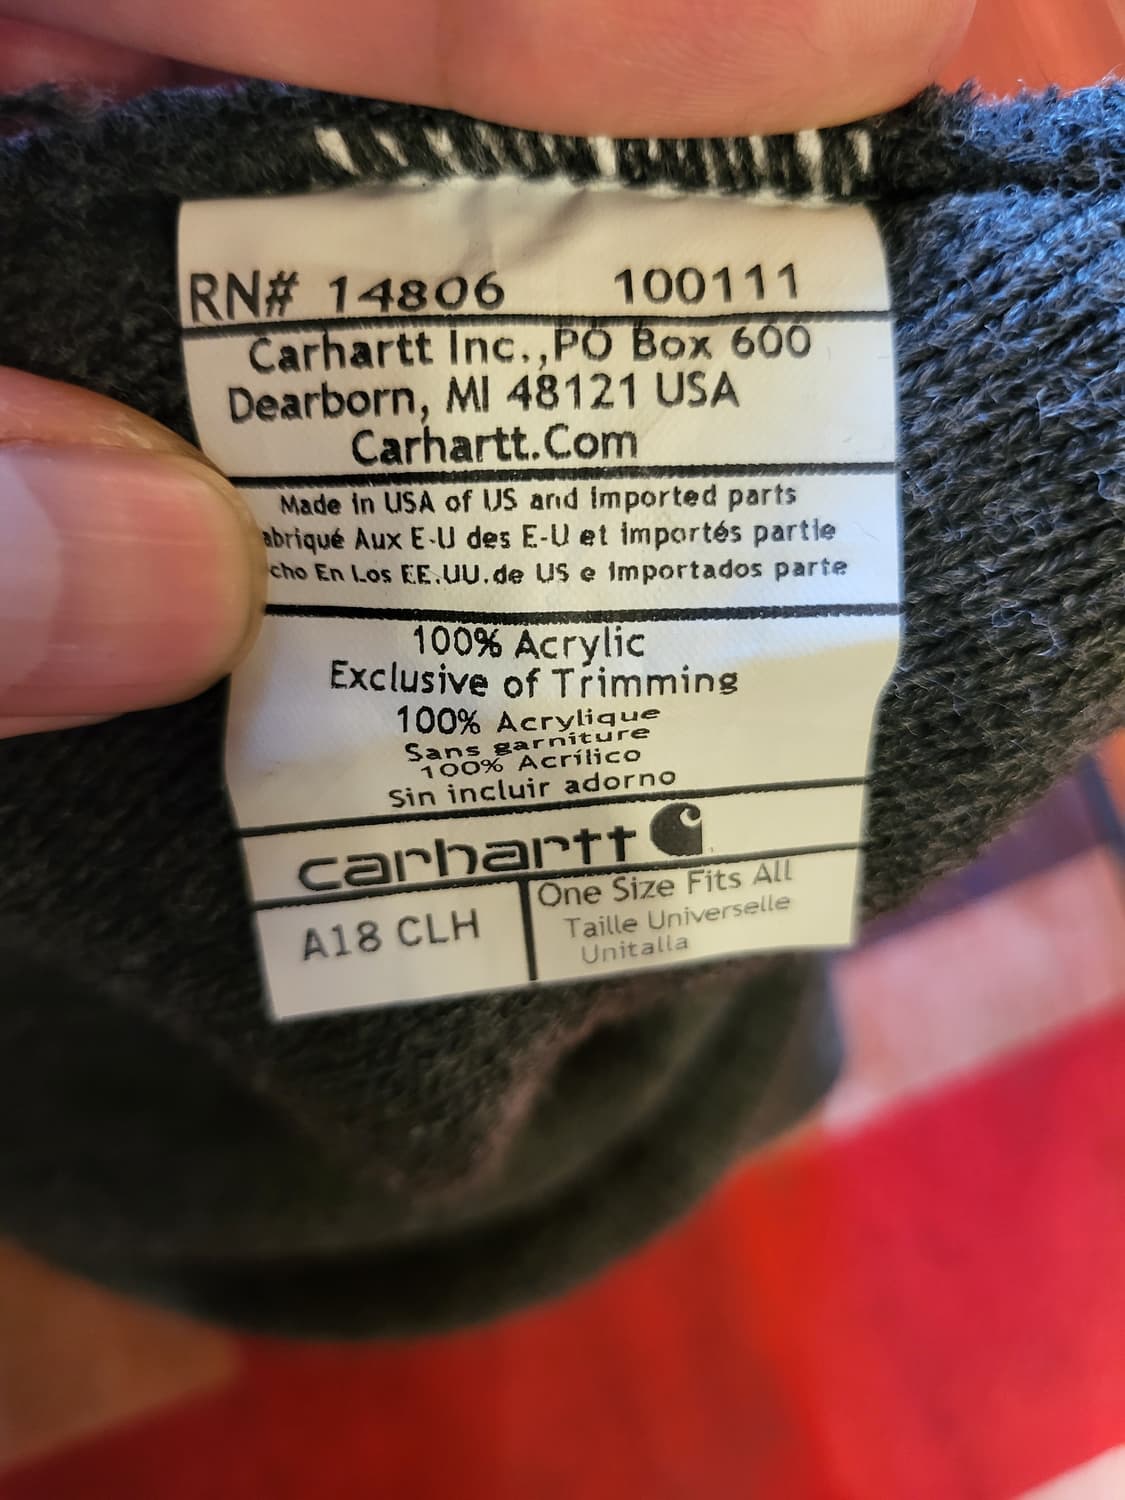 RN# 14806 100111
Carhartt Inc.,PO Box 600
Dearborn, MI 48121 USA
Carhartt.Com
Made in USA of US and imported parts
abriqué Aux E-U des E-U et importés partie
cho En Los EE.UU.de US e importados parte
100% Acrylic
Exclusive of Trimming
100% Acrylique
Sans garniture
100% Acrílico
Sin incluir adorno
carhartt
A18 CLH
One Size Fits All
Taille Universelle
Unitalla